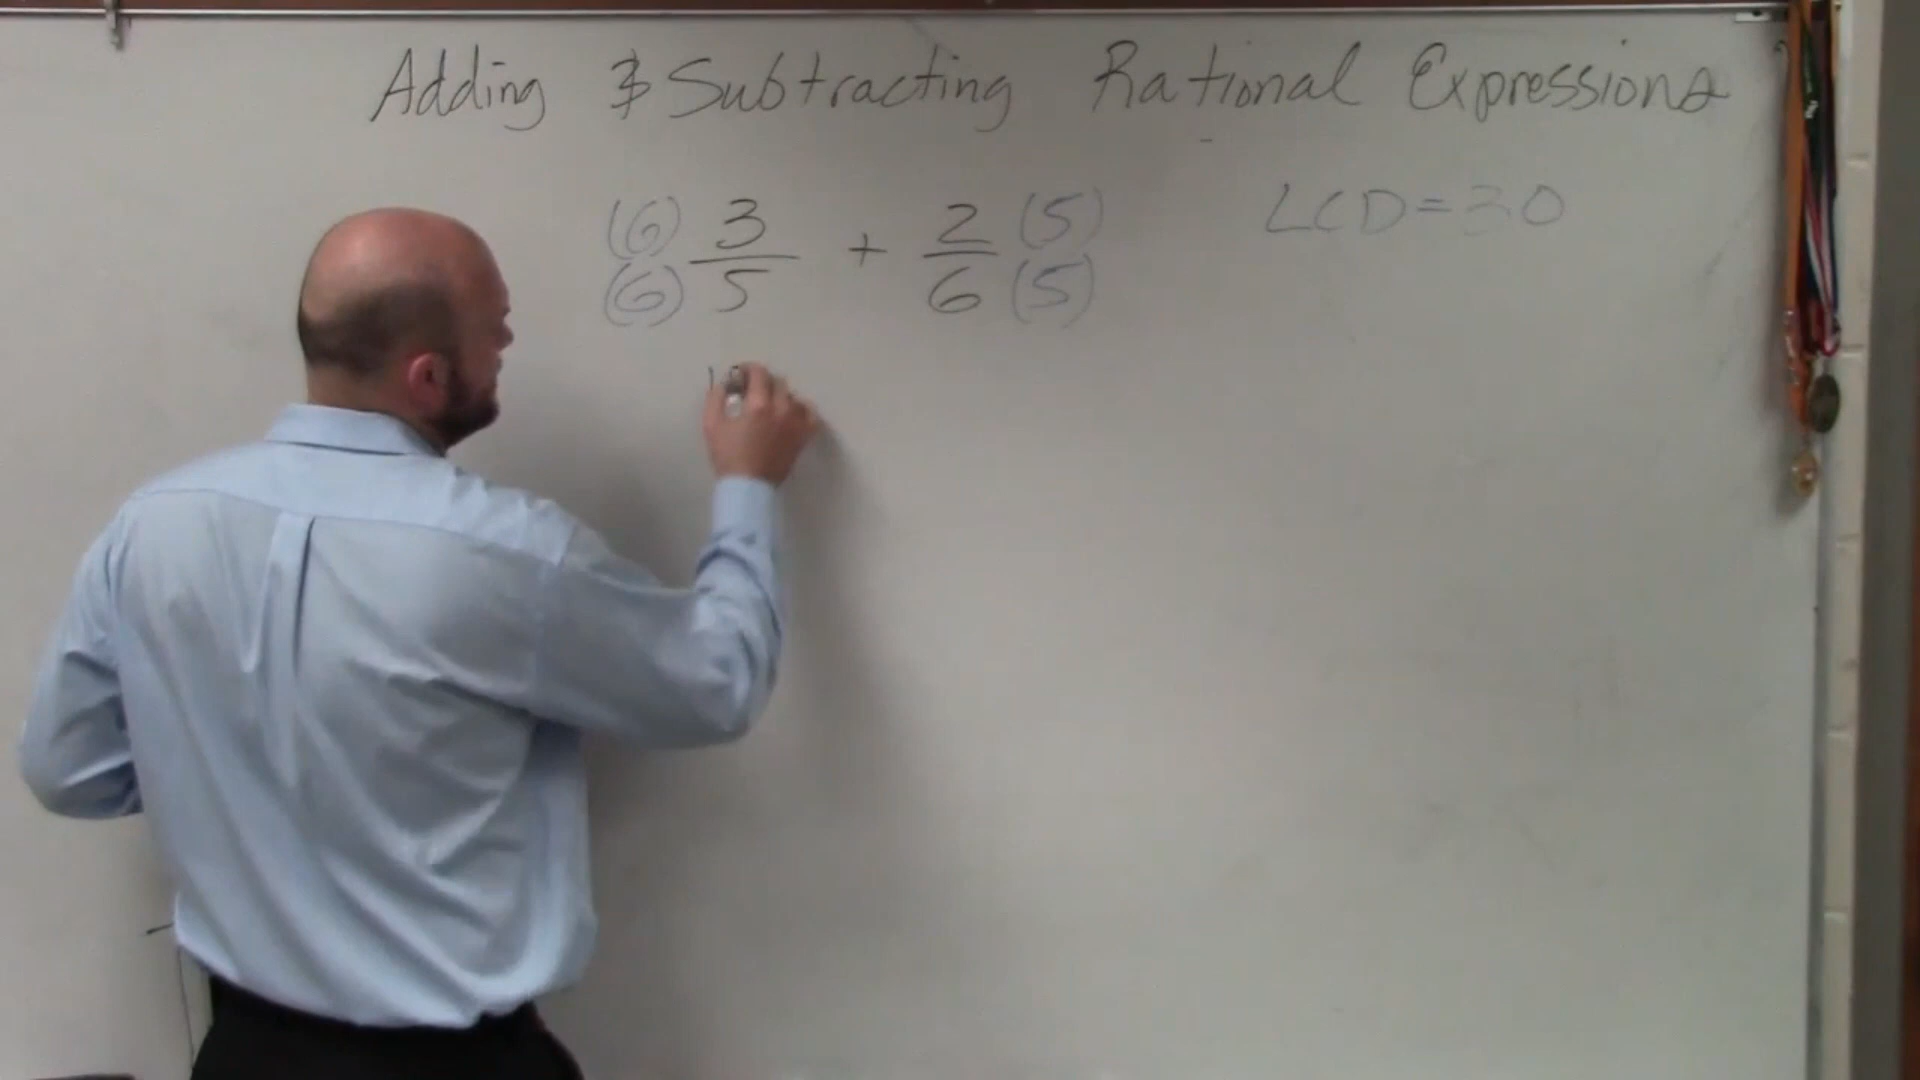 Adding & Subtracting Rational Expressions
(6) 3 + 2 (5) LCD = 30
(6) 5 6 (5)